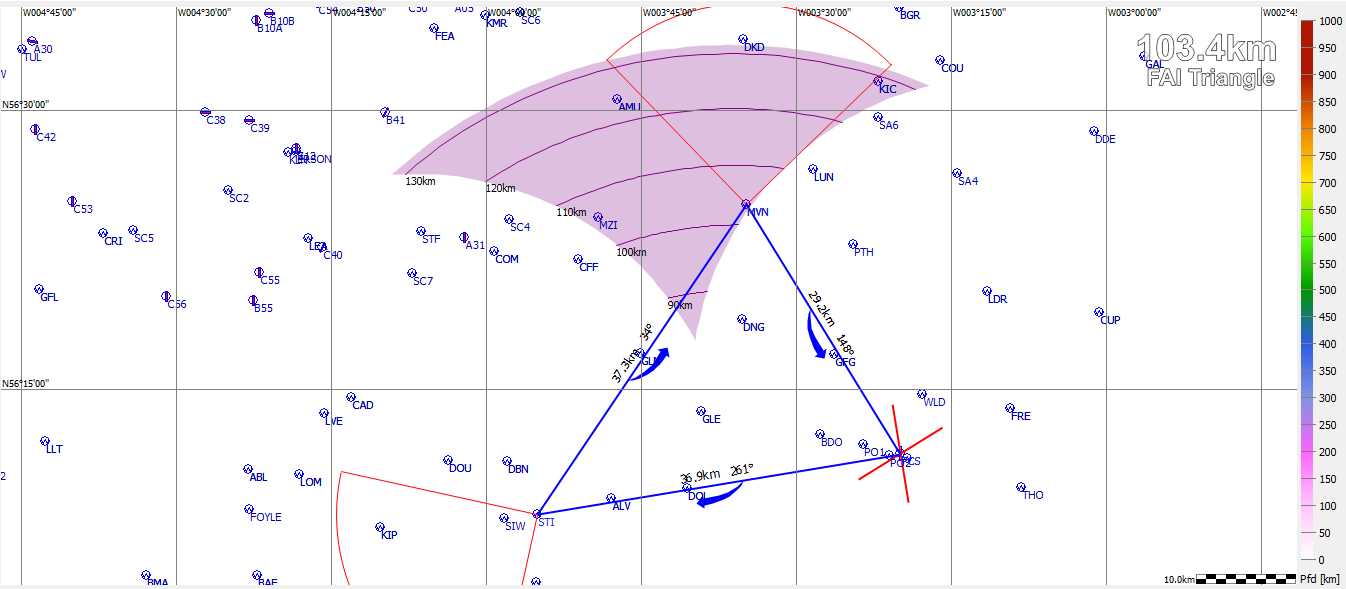 W004°45'00"
W004°30'00"
W004°15'00"
W004°00'00"
W003°45'00"
W003°30'00"
W003°15'00"
W003°00'00"
W002°4
B10B
B10A
KMR
SC6
BGR
FEA
A30
TUL
DKD
COU
GAL
103.4km
FAI Triangle
KIC
AMU
N56°30'00"
C38
C39
B41
SA6
C42
DDE
LUN
SA4
130km
120km
SC2
C53
110km
MZI
MVN
SC4
CRI
SC5
STF
A31
LEA
C40
100km
COM
CFF
PTH
C55
SC7
GFL
C56
B55
90km
LDR
CUP
DNG
29.2km 148°
37.3km 34°
GFG
N56°15'00"
CAD
LVE
GLE
WLD
FRE
LLT
BDO
PO1
PO2
CS
DOU
DBN
ABL
LOM
36.9km 261°
DOL
THO
ALV
FOYLE
SIW
STI
KIP
BMA
BAF
10.0km
1000
950
900
850
800
750
700
650
600
550
500
450
400
350
300
250
200
150
100
50
0
Pfd [km]